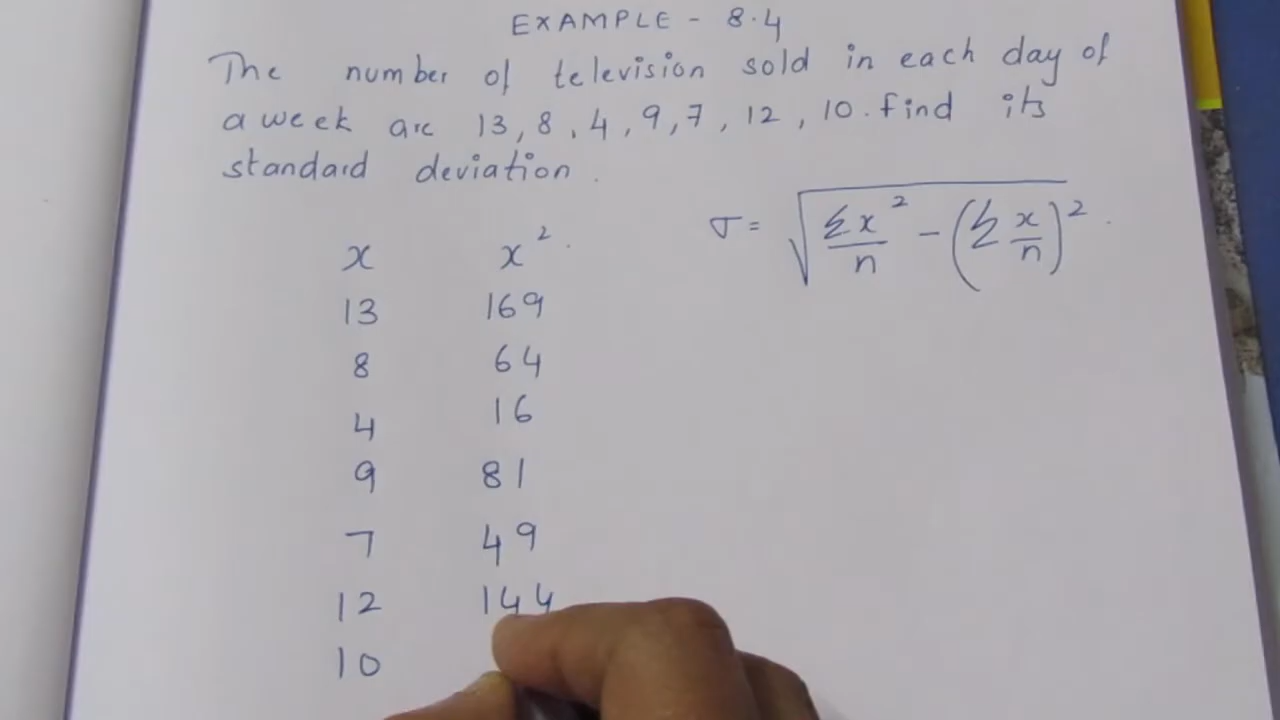 EXAMPLE - 8.4
The number of television sold in each day of
a week are 13, 8, 4, 9, 7, 12, 10. find its
standard deviation.
σ = √(Σx²/n - (Σx/n)²).
x x².
13 169
8 64
4 16
9 81
7 49
12 144
10